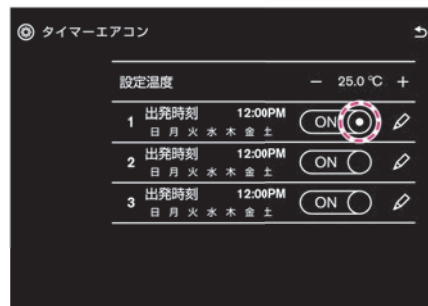 タイマーエアコン
設定温度 − 25.0 ℃ +
1 出発時刻 12:00PM ON
日 月 火 水 木 金 土
2 出発時刻 12:00PM ON
日 月 火 水 木 金 土
3 出発時刻 12:00PM ON
日 月 火 水 木 金 土